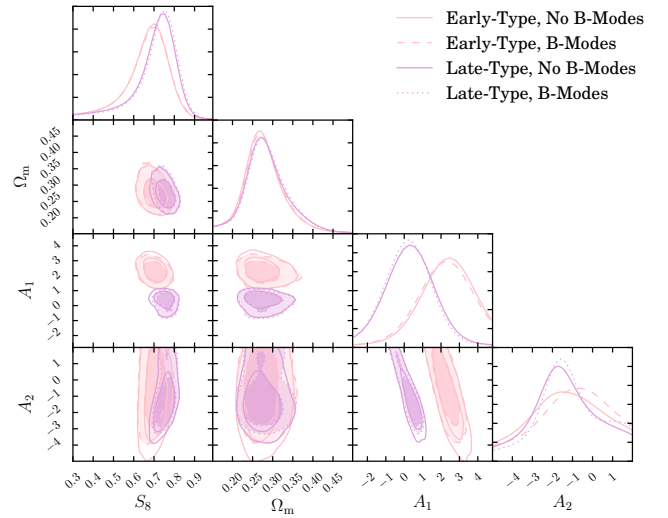 Early-Type, No B-Modes
Early-Type, B-Modes
Late-Type, No B-Modes
Late-Type, B-Modes
0.45
0.40
0.35
0.30
0.25
0.20
Ωm
4
3
2
1
0
−1
−2
A1
1
0
−1
−2
−3
−4
A2
0.3 0.4 0.5 0.6 0.7 0.8 0.9
0.20 0.25 0.30 0.35 0.40 0.45
−2 −1 0 1 2 3 4
−4 −3 −2 −1 0 1
S8 Ωm A1 A2